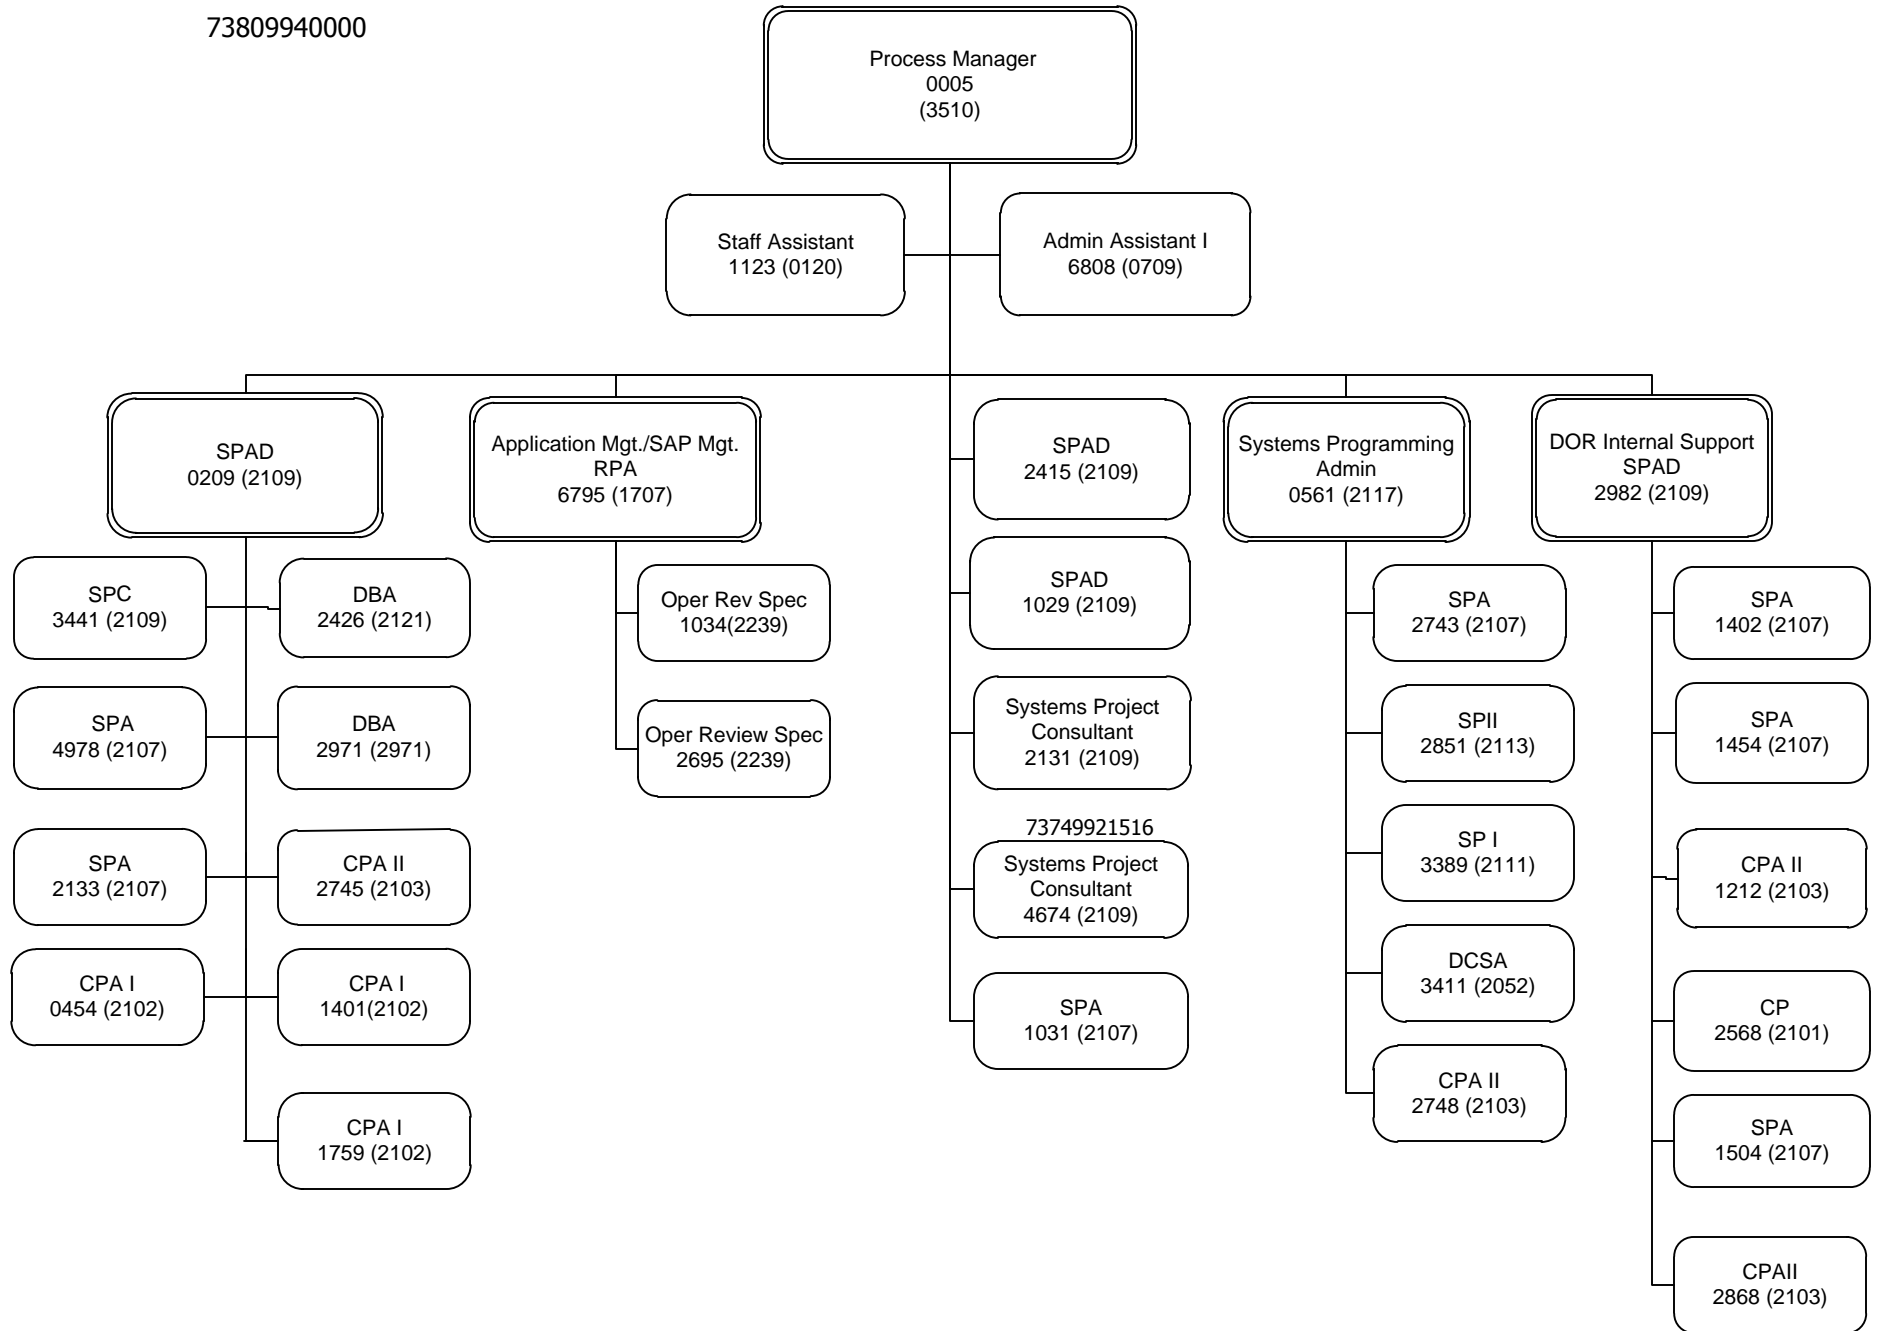 73809940000
Process Manager
0005
(3510)
Staff Assistant
1123 (0120)
Admin Assistant I
6808 (0709)
SPAD
0209 (2109)
SPC
3441 (2109)
DBA
2426 (2121)
SPA
4978 (2107)
DBA
2971 (2971)
SPA
2133 (2107)
CPA II
2745 (2103)
CPA I
0454 (2102)
CPA I
1401(2102)
CPA I
1759 (2102)
Application Mgt./SAP Mgt.
RPA
6795 (1707)
Oper Rev Spec
1034(2239)
Oper Review Spec
2695 (2239)
SPAD
2415 (2109)
SPAD
1029 (2109)
Systems Project
Consultant
2131 (2109)
73749921516
Systems Project
Consultant
4674 (2109)
SPA
1031 (2107)
Systems Programming
Admin
0561 (2117)
SPA
2743 (2107)
SPII
2851 (2113)
SP I
3389 (2111)
DCSA
3411 (2052)
CPA II
2748 (2103)
DOR Internal Support
SPAD
2982 (2109)
SPA
1402 (2107)
SPA
1454 (2107)
CPA II
1212 (2103)
CP
2568 (2101)
SPA
1504 (2107)
CPAII
2868 (2103)